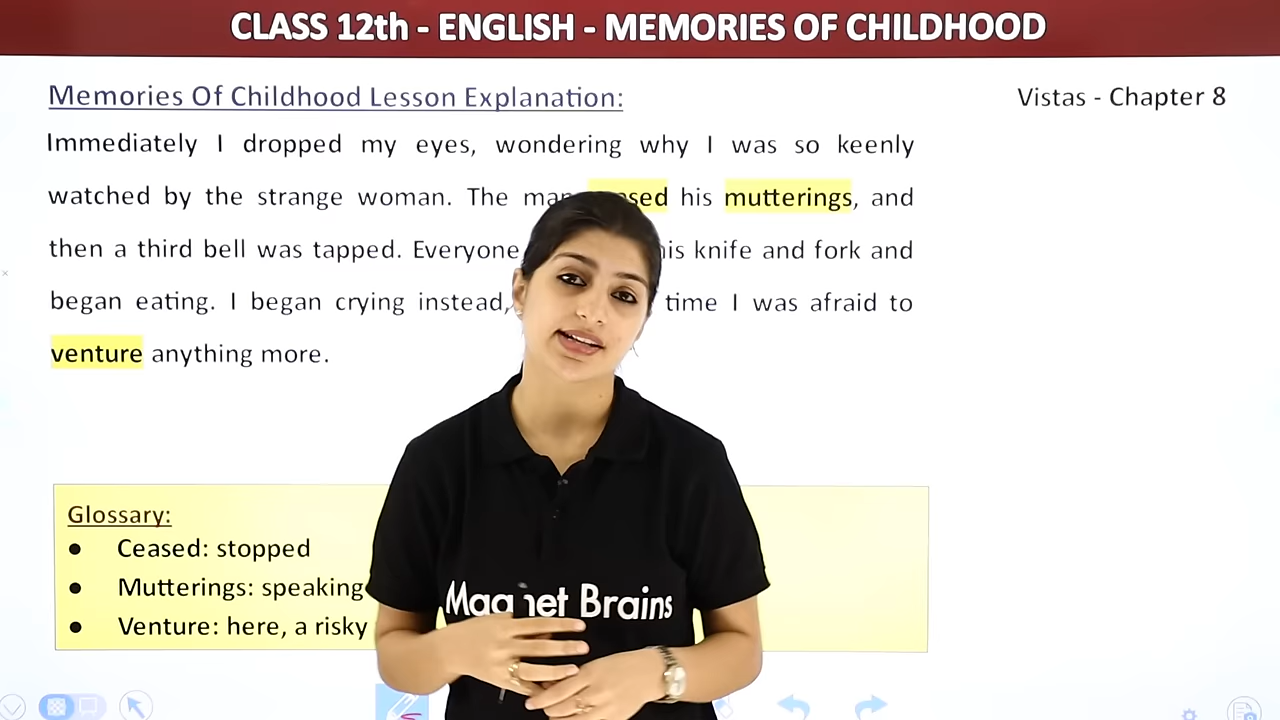 CLASS 12th - ENGLISH - MEMORIES OF CHILDHOOD
Memories Of Childhood Lesson Explanation:
Vistas - Chapter 8
Immediately I dropped my eyes, wondering why I was so keenly
watched by the strange woman. The man his mutterings, and
then a third bell was tapped. Everyone knife and fork and
began eating. I began crying instead, time I was afraid to
venture anything more.
Glossary:
● Ceased: stopped
● Mutterings: speaking
● Venture: here, a risky
Magnet Brains